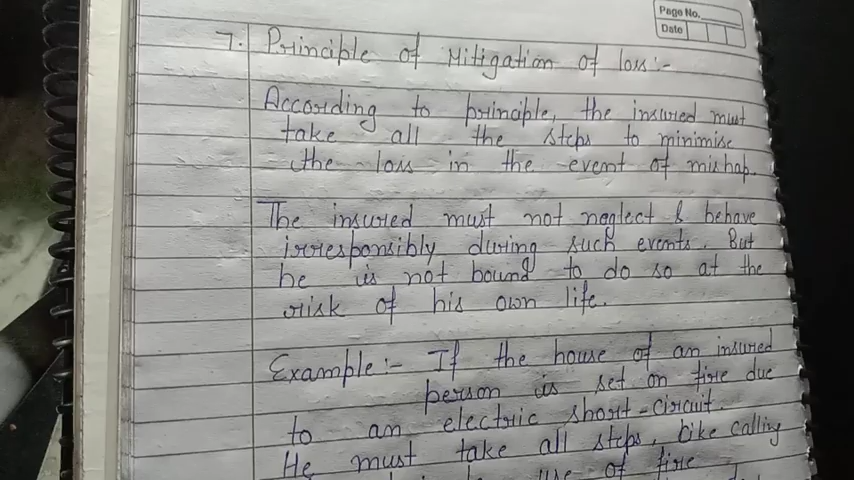 Page No.
Date
7. Principle of Mitigation of loss :-
According to principle, the insured must
take all the steps to minimise
the loss in the event of mishap.
The insured must not neglect & behave
irresponsibly during such events. But
he is not bound to do so at the
risk of his own life.
Example :- If the house of an insured
person is set on fire due
to an electric short-circuit.
He must take all steps, like calling
use of fire